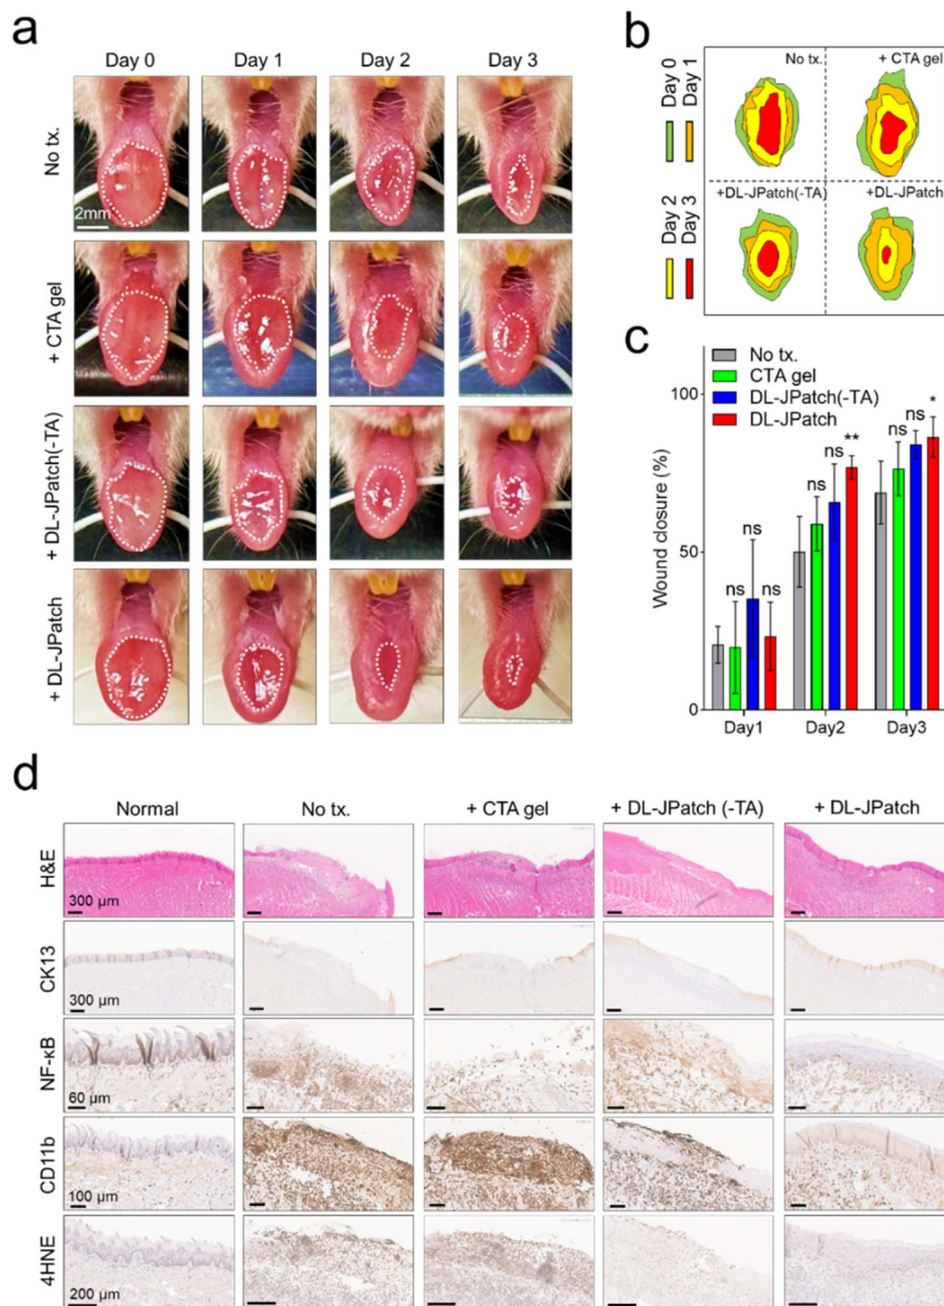 a
Day 0
Day 1
Day 2
Day 3
No tx.
2mm
+ CTA gel
+ DL-JPatch(-TA)
+ DL-JPatch
b
Day 0
Day 1
Day 2
Day 3
No tx.
+ CTA gel
+DL-JPatch(-TA)
+DL-JPatch
c
No tx.
CTA gel
DL-JPatch(-TA)
DL-JPatch
Wound closure (%)
100
50
0
ns
ns
ns
ns
ns
**
ns
ns
*
Day1
Day2
Day3
d
Normal
No tx.
+ CTA gel
+ DL-JPatch (-TA)
+ DL-JPatch
H&E
300 µm
CK13
300 µm
NF-κB
60 µm
CD11b
100 µm
4HNE
200 µm